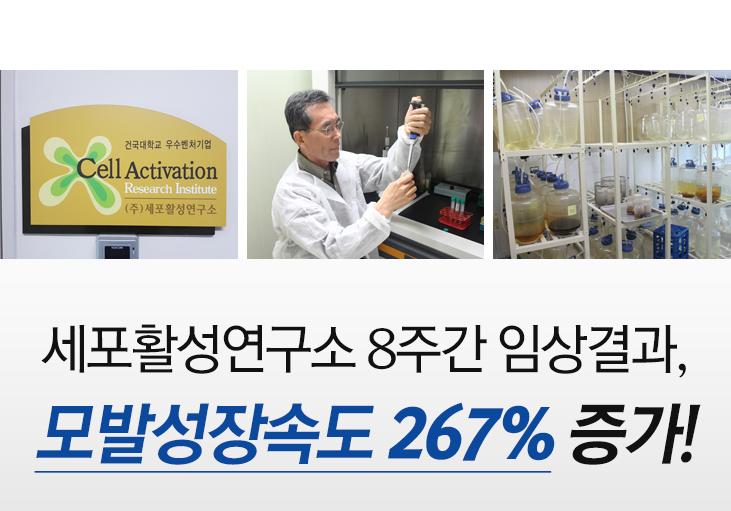 건국대학교 우수벤처기업
Cell Activation
Research Institute
(주)세포활성연구소
세포활성연구소 8주간 임상결과,
모발성장속도 267% 증가!